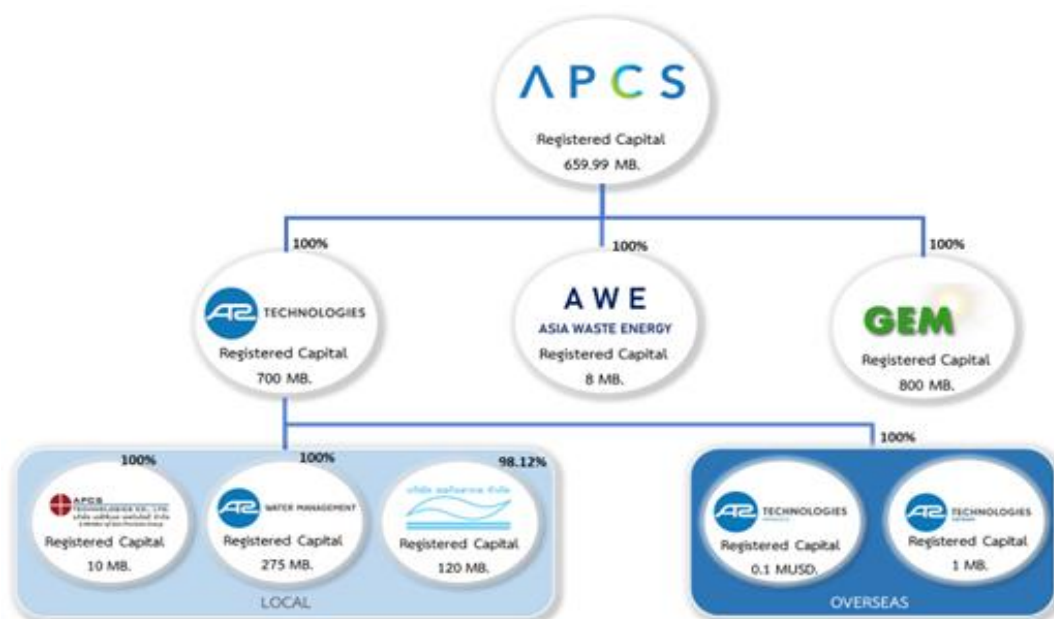 APCS
Registered Capital
659.99 MB.
100%
100%
100%
TECHNOLOGIES
Registered Capital
700 MB.
AWE
ASIA WASTE ENERGY
Registered Capital
8 MB.
GEM
Registered Capital
800 MB.
100%
100%
98.12%
100%
APCS
TECHNOLOGIES CO., LTD.
Registered Capital
10 MB.
WATER MANAGEMENT
Registered Capital
275 MB.
Registered Capital
120 MB.
LOCAL
TECHNOLOGIES
Registered Capital
0.1 MUSD.
TECHNOLOGIES
Registered Capital
1 MB.
OVERSEAS